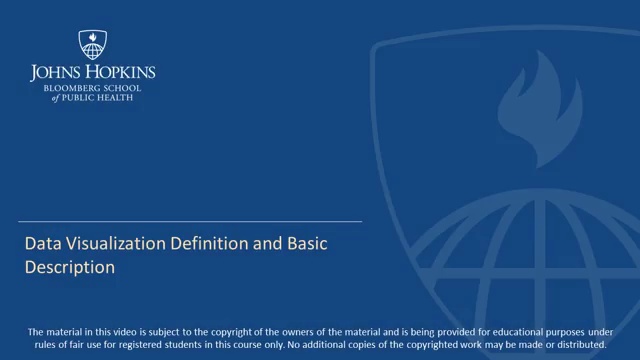 JOHNS HOPKINS
BLOOMBERG SCHOOL
of PUBLIC HEALTH
Data Visualization Definition and Basic
Description
The material in this video is subject to the copyright of the owners of the material and is being provided for educational purposes under
rules of fair use for registered students in this course only. No additional copies of the copyrighted work may be made or distributed.